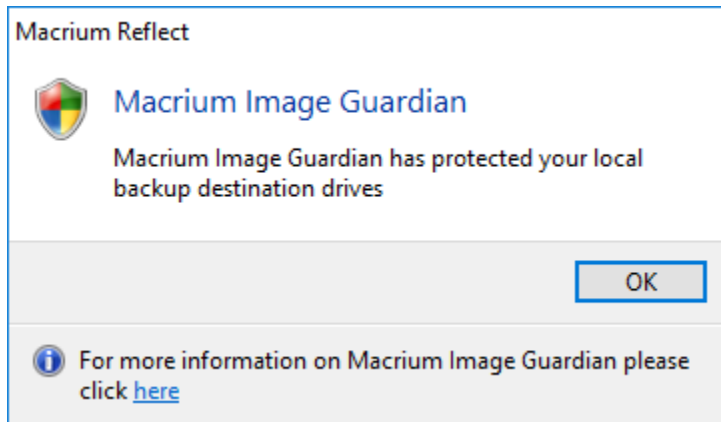 Macrium Reflect
Macrium Image Guardian
Macrium Image Guardian has protected your local
backup destination drives
OK
For more information on Macrium Image Guardian please
click here